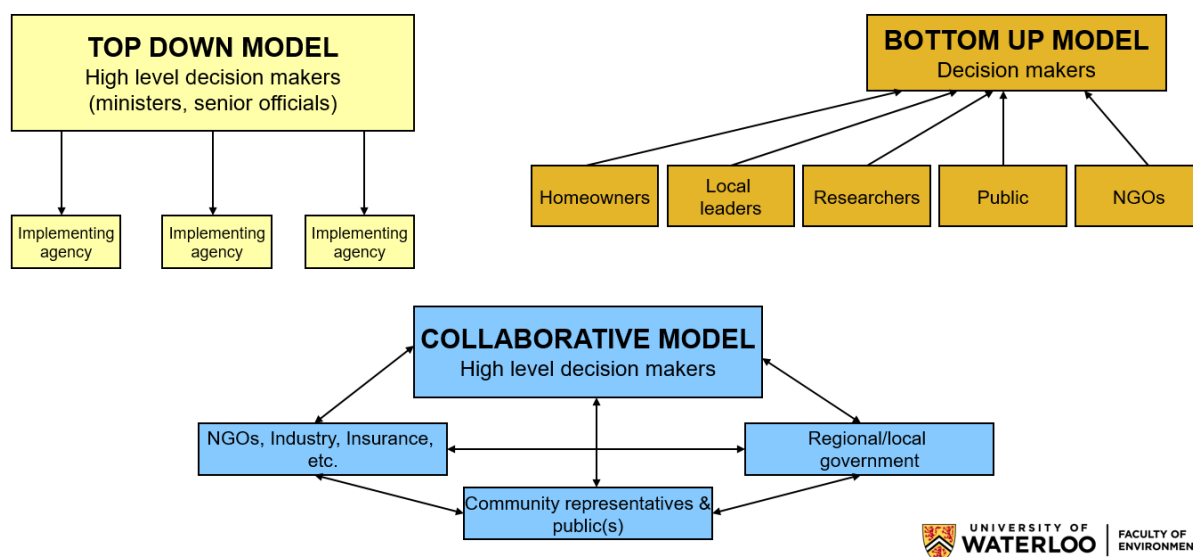 TOP DOWN MODEL
High level decision makers
(ministers, senior officials)
Implementing
agency
Implementing
agency
Implementing
agency
BOTTOM UP MODEL
Decision makers
Homeowners
Local
leaders
Researchers
Public
NGOs
COLLABORATIVE MODEL
High level decision makers
NGOs, Industry, Insurance,
etc.
Regional/local
government
Community representatives &
public(s)
UNIVERSITY OF
WATERLOO
FACULTY OF